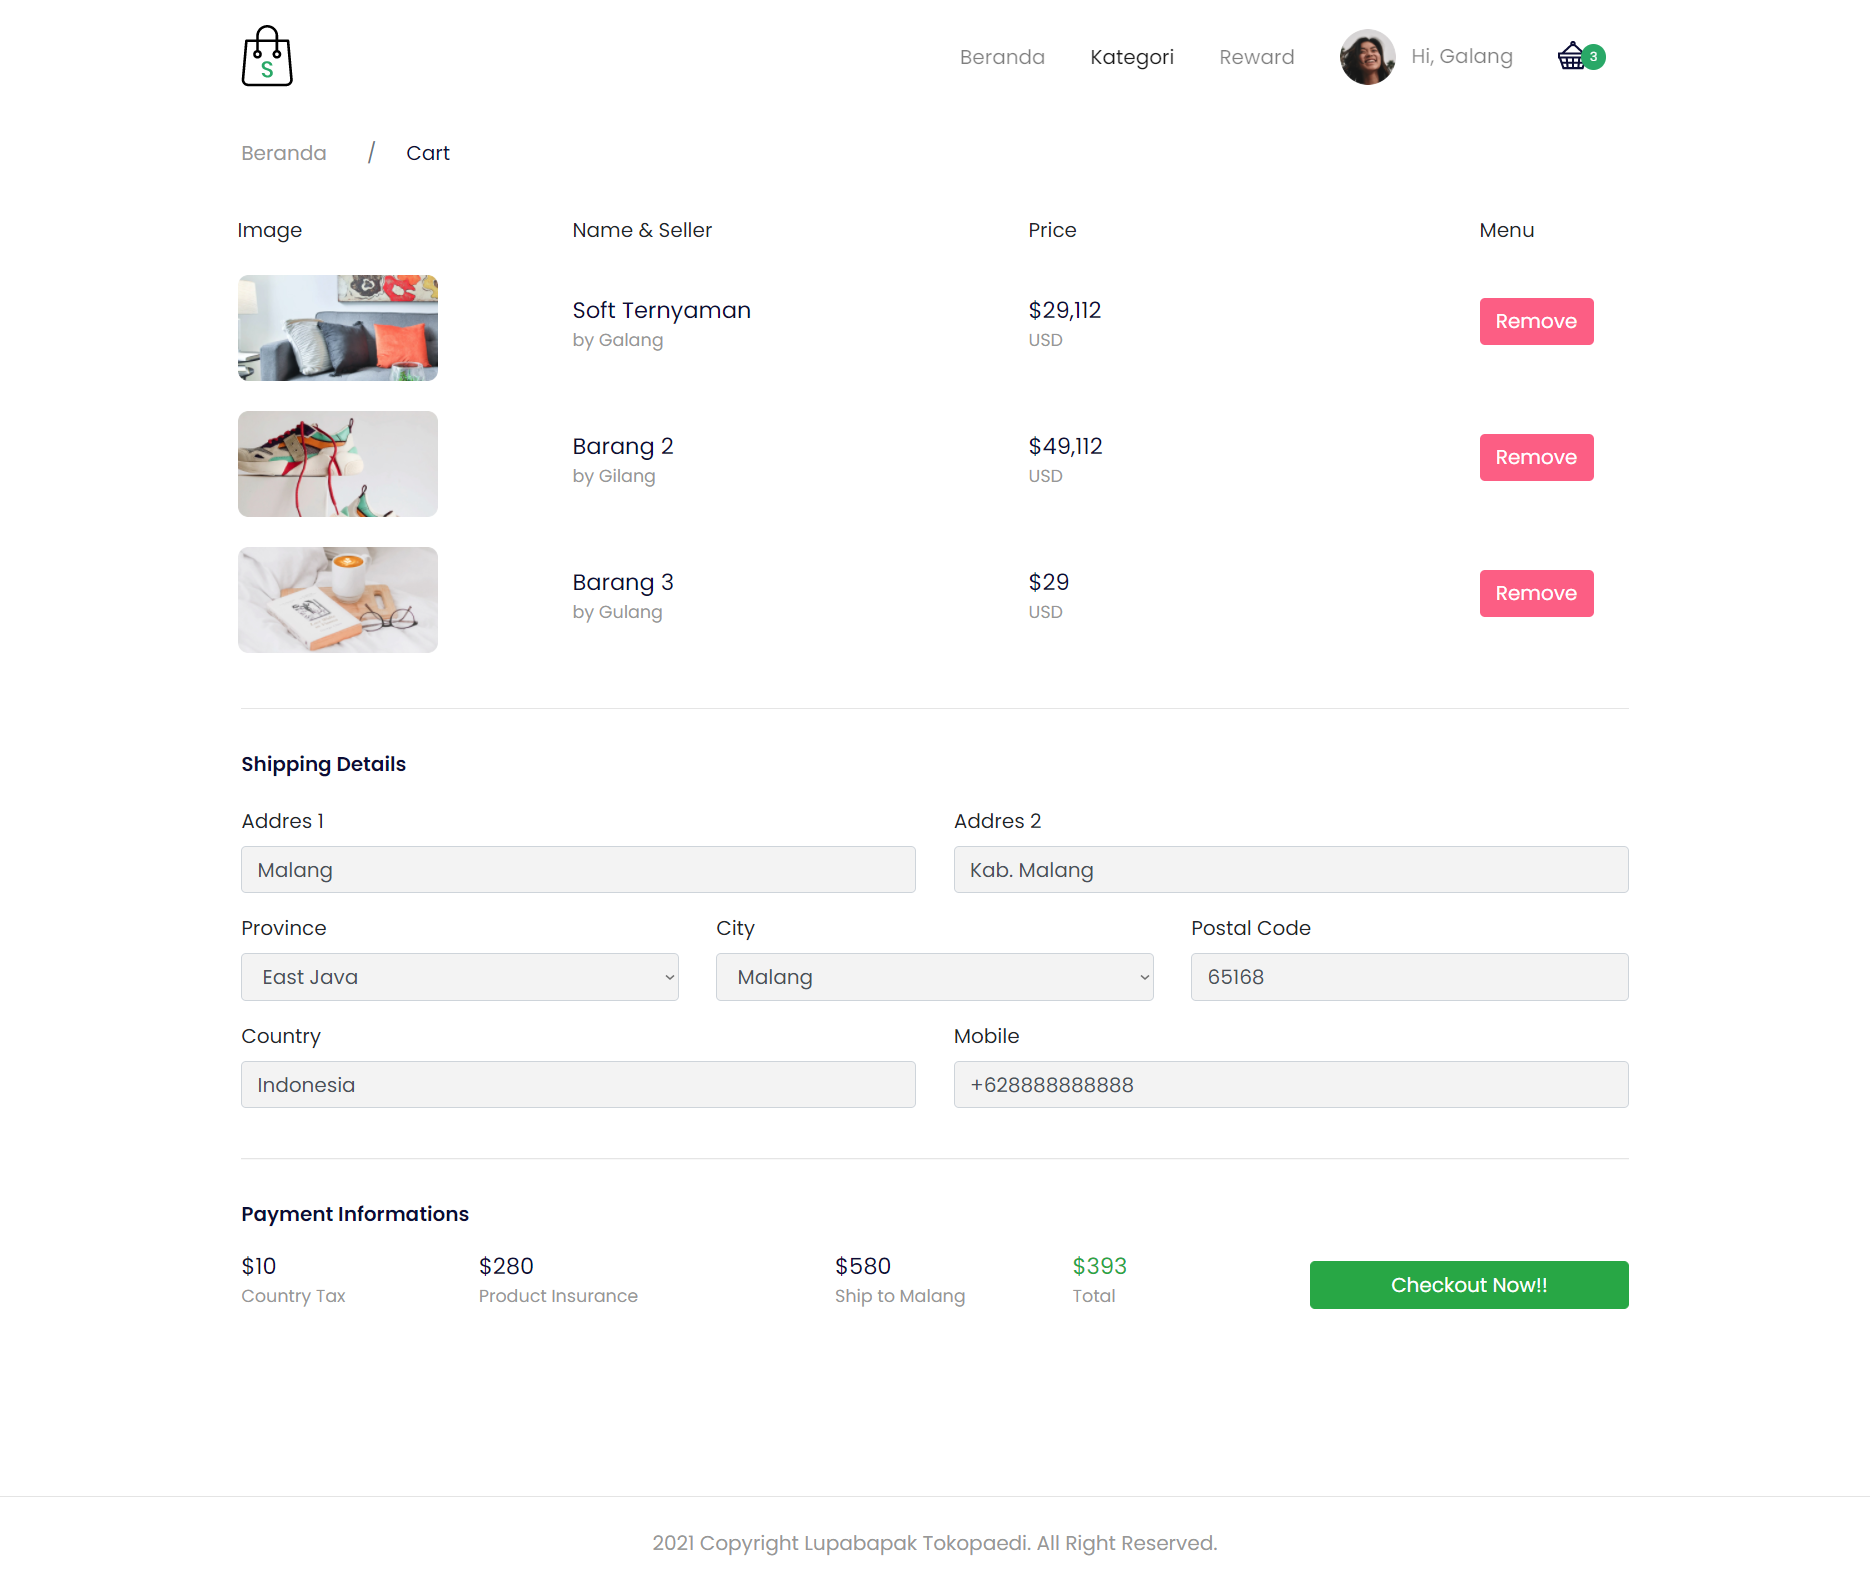 S
Beranda Kategori Reward Hi, Galang 3
Beranda / Cart
Image Name & Seller Price Menu
Soft Ternyaman $29,112 Remove
by Galang USD
Barang 2 $49,112 Remove
by Gilang USD
Barang 3 $29 Remove
by Gulang USD
Shipping Details
Addres 1 Addres 2
Malang Kab. Malang
Province City Postal Code
East Java Malang 65168
Country Mobile
Indonesia +628888888888
Payment Informations
$10 $280 $580 $393 Checkout Now!!
Country Tax Product Insurance Ship to Malang Total
2021 Copyright Lupabapak Tokopaedi. All Right Reserved.